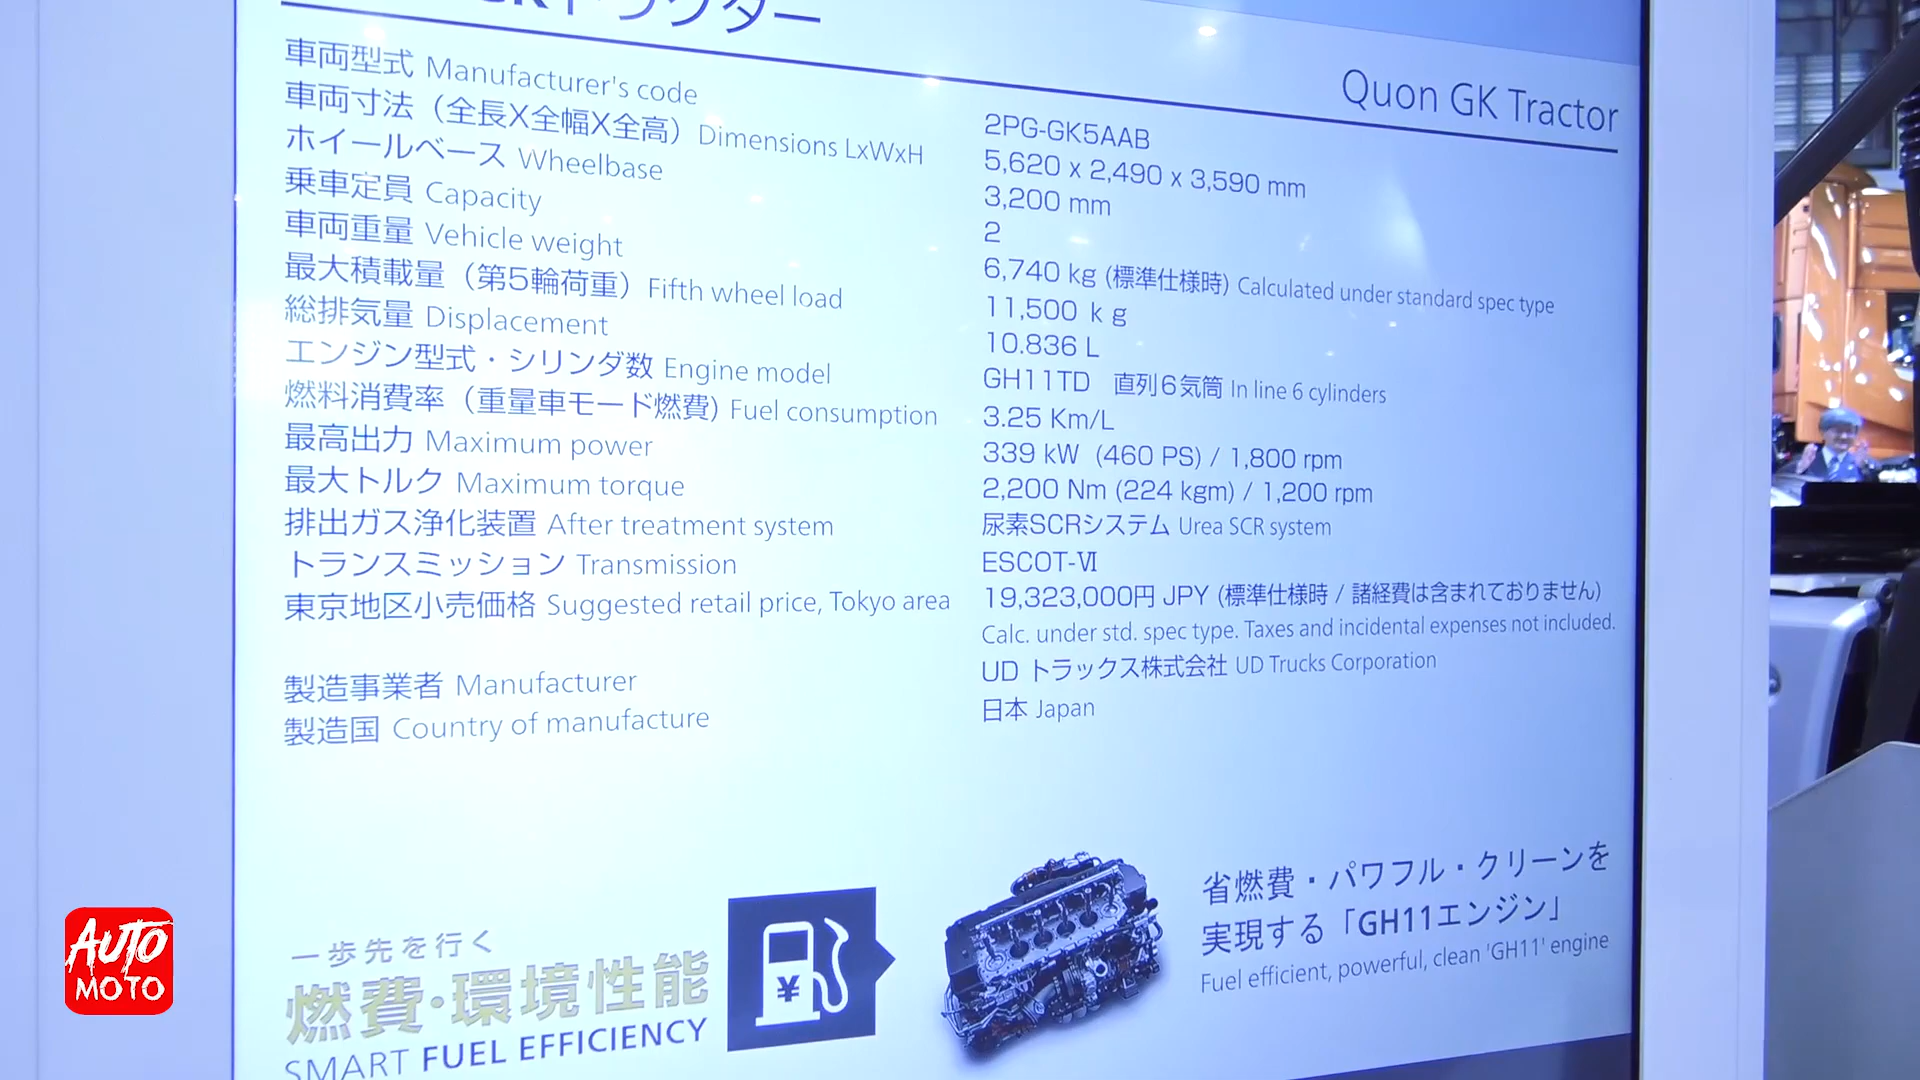 トラクター
Quon GK Tractor
車両型式 Manufacturer's code 2PG-GK5AAB
車両寸法（全長X全幅X全高）Dimensions LxWxH 5,620 x 2,490 x 3,590 mm
ホイールベース Wheelbase 3,200 mm
乗車定員 Capacity 2
車両重量 Vehicle weight 6,740 kg (標準仕様時) Calculated under standard spec type
最大積載量（第5輪荷重）Fifth wheel load 11,500 ｋｇ
総排気量 Displacement 10.836 L
エンジン型式・シリンダ数 Engine model GH11TD 直列６気筒 In line 6 cylinders
燃料消費率（重量車モード燃費) Fuel consumption 3.25 Km/L
最高出力 Maximum power 339 kW (460 PS) / 1,800 rpm
最大トルク Maximum torque 2,200 Nm (224 kgm) / 1,200 rpm
排出ガス浄化装置 After treatment system 尿素SCRシステム Urea SCR system
トランスミッション Transmission ESCOT-Ⅵ
東京地区小売価格 Suggested retail price, Tokyo area 19,323,000円 JPY (標準仕様時 / 諸経費は含まれておりません)
Calc. under std. spec type. Taxes and incidental expenses not included.
製造事業者 Manufacturer UD トラックス株式会社 UD Trucks Corporation
製造国 Country of manufacture 日本 Japan
一歩先を行く
燃費・環境性能
SMART FUEL EFFICIENCY
¥
省燃費・パワフル・クリーンを
実現する「GH11エンジン」
Fuel efficient, powerful, clean 'GH11' engine
AUTO
MOTO